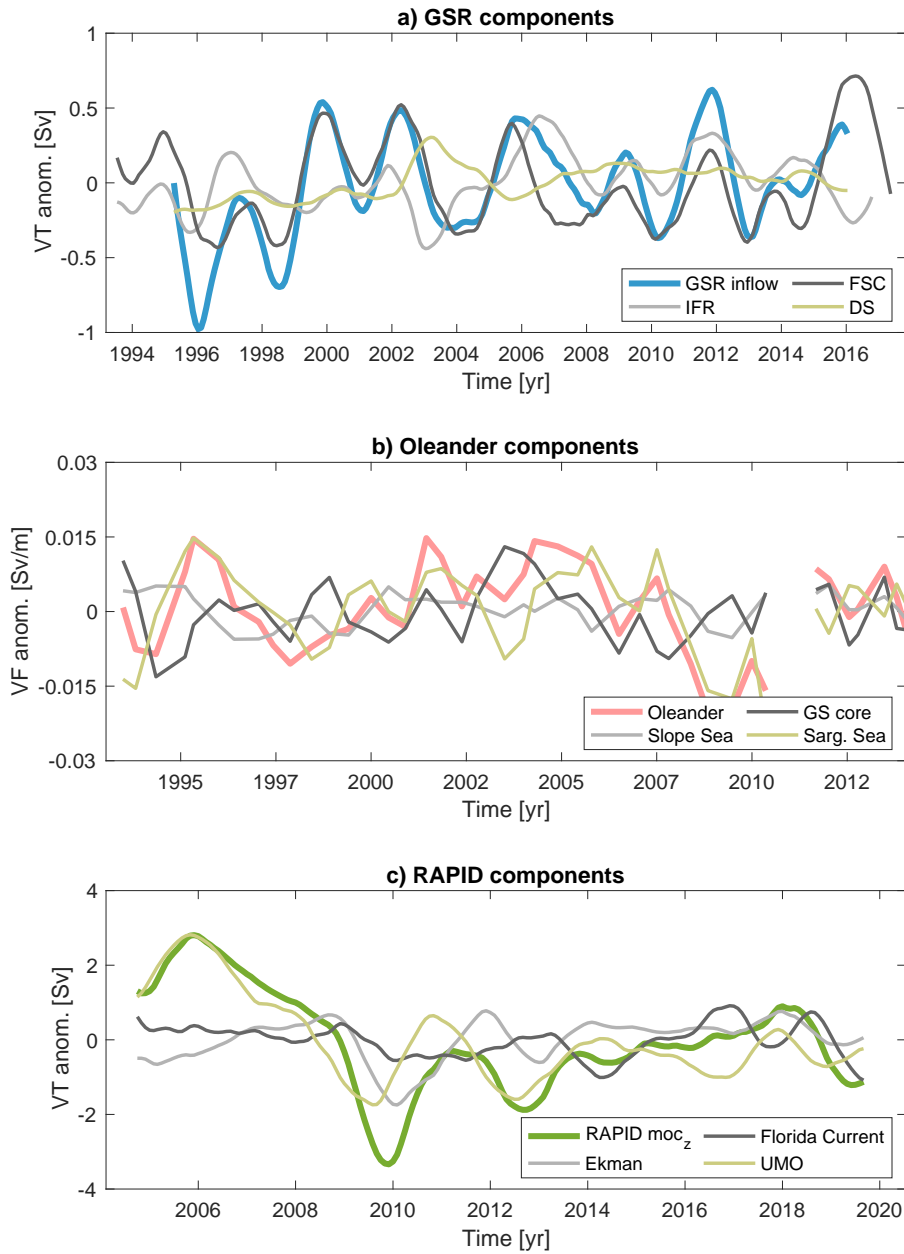 a) GSR components
1
0.5
0
-0.5
-1
VT anom. [Sv]
GSR inflow FSC
IFR DS
1994 1996 1998 2000 2002 2004 2006 2008 2010 2012 2014 2016
Time [yr]
b) Oleander components
0.03
0.015
0
-0.015
-0.03
VF anom. [Sv/m]
Oleander GS core
Slope Sea Sarg. Sea
1995 1997 2000 2002 2005 2007 2010 2012
Time [yr]
c) RAPID components
4
2
0
-2
-4
VT anom. [Sv]
RAPID moc_z Florida Current
Ekman UMO
2006 2008 2010 2012 2014 2016 2018 2020
Time [yr]